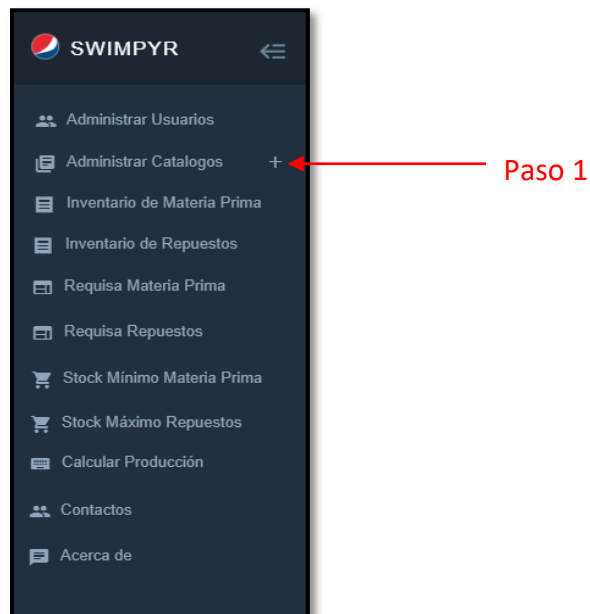 SWIMPYR
Administrar Usuarios
Administrar Catalogos +
Paso 1
Inventario de Materia Prima
Inventario de Repuestos
Requisa Materia Prima
Requisa Repuestos
Stock Mínimo Materia Prima
Stock Máximo Repuestos
Calcular Producción
Contactos
Acerca de